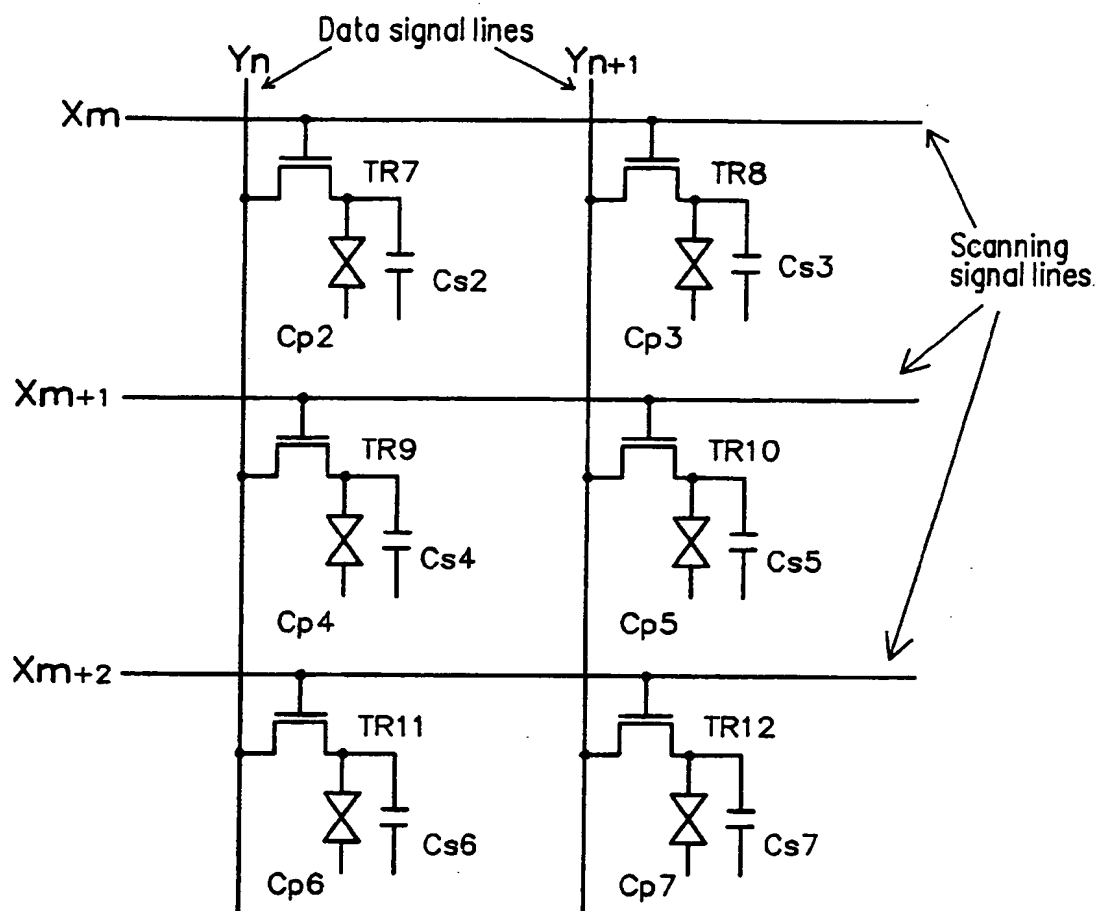 Data signal lines
Yn
Yn+1
Xm
TR7
TR8
Cs2
Cs3
Cp2
Cp3
Scanning
signal lines.
Xm+1
TR9
TR10
Cs4
Cs5
Cp4
Cp5
Xm+2
TR11
TR12
Cs6
Cs7
Cp6
Cp7